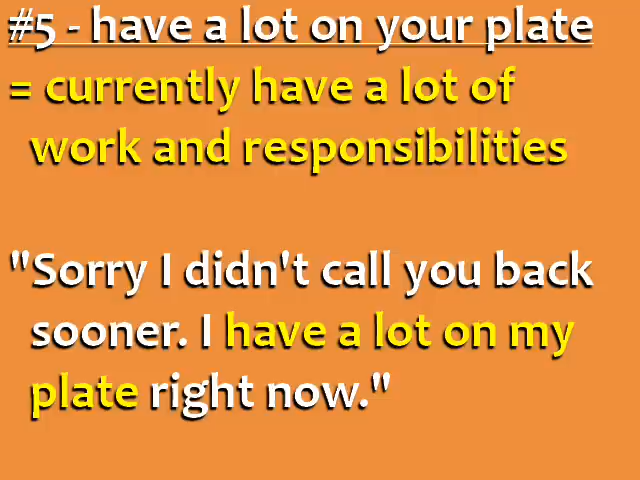 #5 - have a lot on your plate
= currently have a lot of
work and responsibilities
"Sorry I didn't call you back
sooner. I have a lot on my
plate right now."